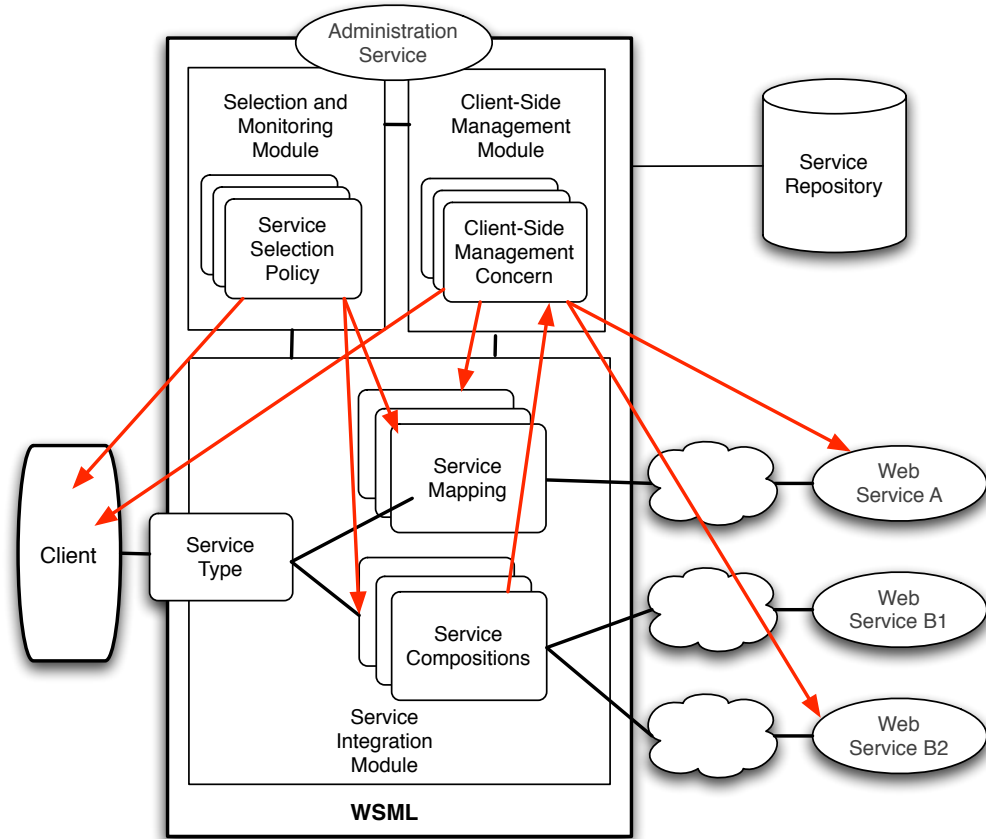 Administration
Service
Selection and
Monitoring
Module
Client-Side
Management
Module
Service
Repository
Service
Selection
Policy
Client-Side
Management
Concern
Service
Mapping
Web
Service A
Client
Service
Type
Web
Service B1
Service
Compositions
Service
Integration
Module
Web
Service B2
WSML